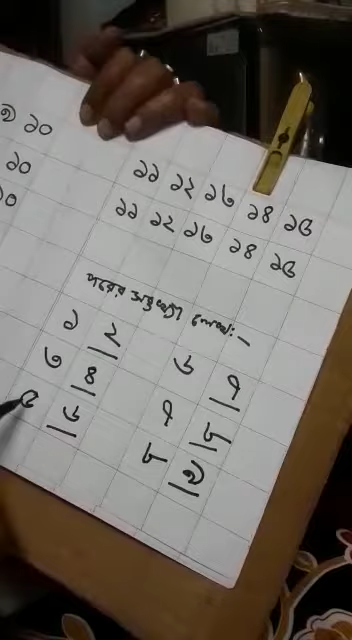 ৯ ১০ ১১ ১২ ১৩ ১৪ ১৫
১০ ১১ ১২ ১৩ ১৪ ১৫
১০
১ ২ ৬ ৭
৩ ৪ ৭ ৮
৫ ৬ ৮ ৯